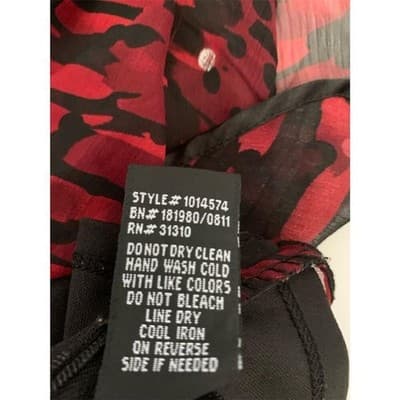 STYLE# 1014574
BN# 181980/0811
RN# 31310
DO NOT DRY CLEAN
HAND WASH COLD
WITH LIKE COLORS
DO NOT BLEACH
LINE DRY
COOL IRON
ON REVERSE
SIDE IF NEEDED